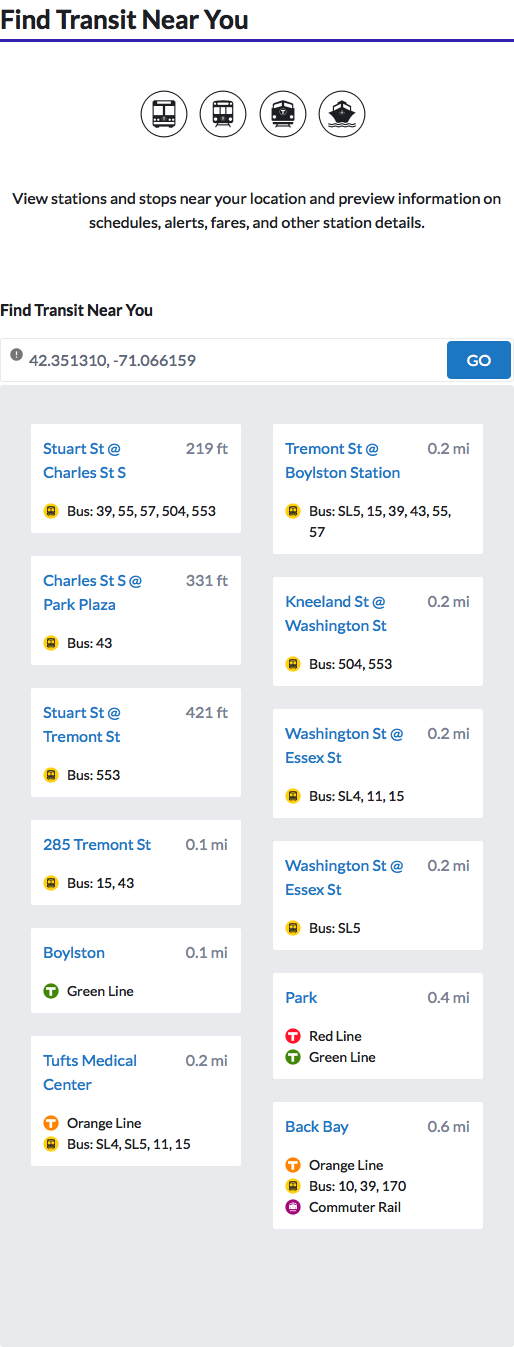 Find Transit Near You
View stations and stops near your location and preview information on
schedules, alerts, fares, and other station details.
Find Transit Near You
42.351310, -71.066159
GO
Stuart St @ 219 ft
Charles St S
Bus: 39, 55, 57, 504, 553
Charles St S @ 331 ft
Park Plaza
Bus: 43
Stuart St @ 421 ft
Tremont St
Bus: 553
285 Tremont St 0.1 mi
Bus: 15, 43
Boylston 0.1 mi
T Green Line
Tufts Medical 0.2 mi
Center
T Orange Line
Bus: SL4, SL5, 11, 15
Tremont St @ 0.2 mi
Boylston Station
Bus: SL5, 15, 39, 43, 55,
57
Kneeland St @ 0.2 mi
Washington St
Bus: 504, 553
Washington St @ 0.2 mi
Essex St
Bus: SL4, 11, 15
Washington St @ 0.2 mi
Essex St
Bus: SL5
Park 0.4 mi
T Red Line
T Green Line
Back Bay 0.6 mi
T Orange Line
Bus: 10, 39, 170
Commuter Rail